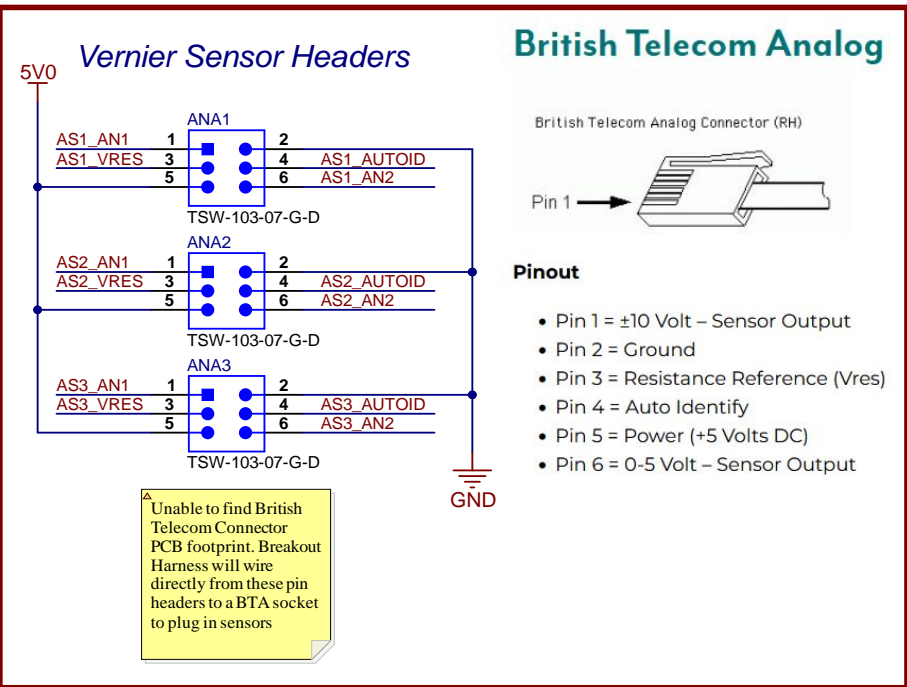 Vernier Sensor Headers
5V0
ANA1
AS1_AN1 1 2
AS1_VRES 3 4 AS1_AUTOID
5 6 AS1_AN2
TSW-103-07-G-D
ANA2
AS2_AN1 1 2
AS2_VRES 3 4 AS2_AUTOID
5 6 AS2_AN2
TSW-103-07-G-D
ANA3
AS3_AN1 1 2
AS3_VRES 3 4 AS3_AUTOID
5 6 AS3_AN2
TSW-103-07-G-D
GND
Unable to find British
Telecom Connector
PCB footprint. Breakout
Harness will wire
directly from these pin
headers to a BTA socket
to plug in sensors
British Telecom Analog
British Telecom Analog Connector (RH)
Pin 1
Pinout
• Pin 1 = ±10 Volt – Sensor Output
• Pin 2 = Ground
• Pin 3 = Resistance Reference (Vres)
• Pin 4 = Auto Identify
• Pin 5 = Power (+5 Volts DC)
• Pin 6 = 0-5 Volt – Sensor Output